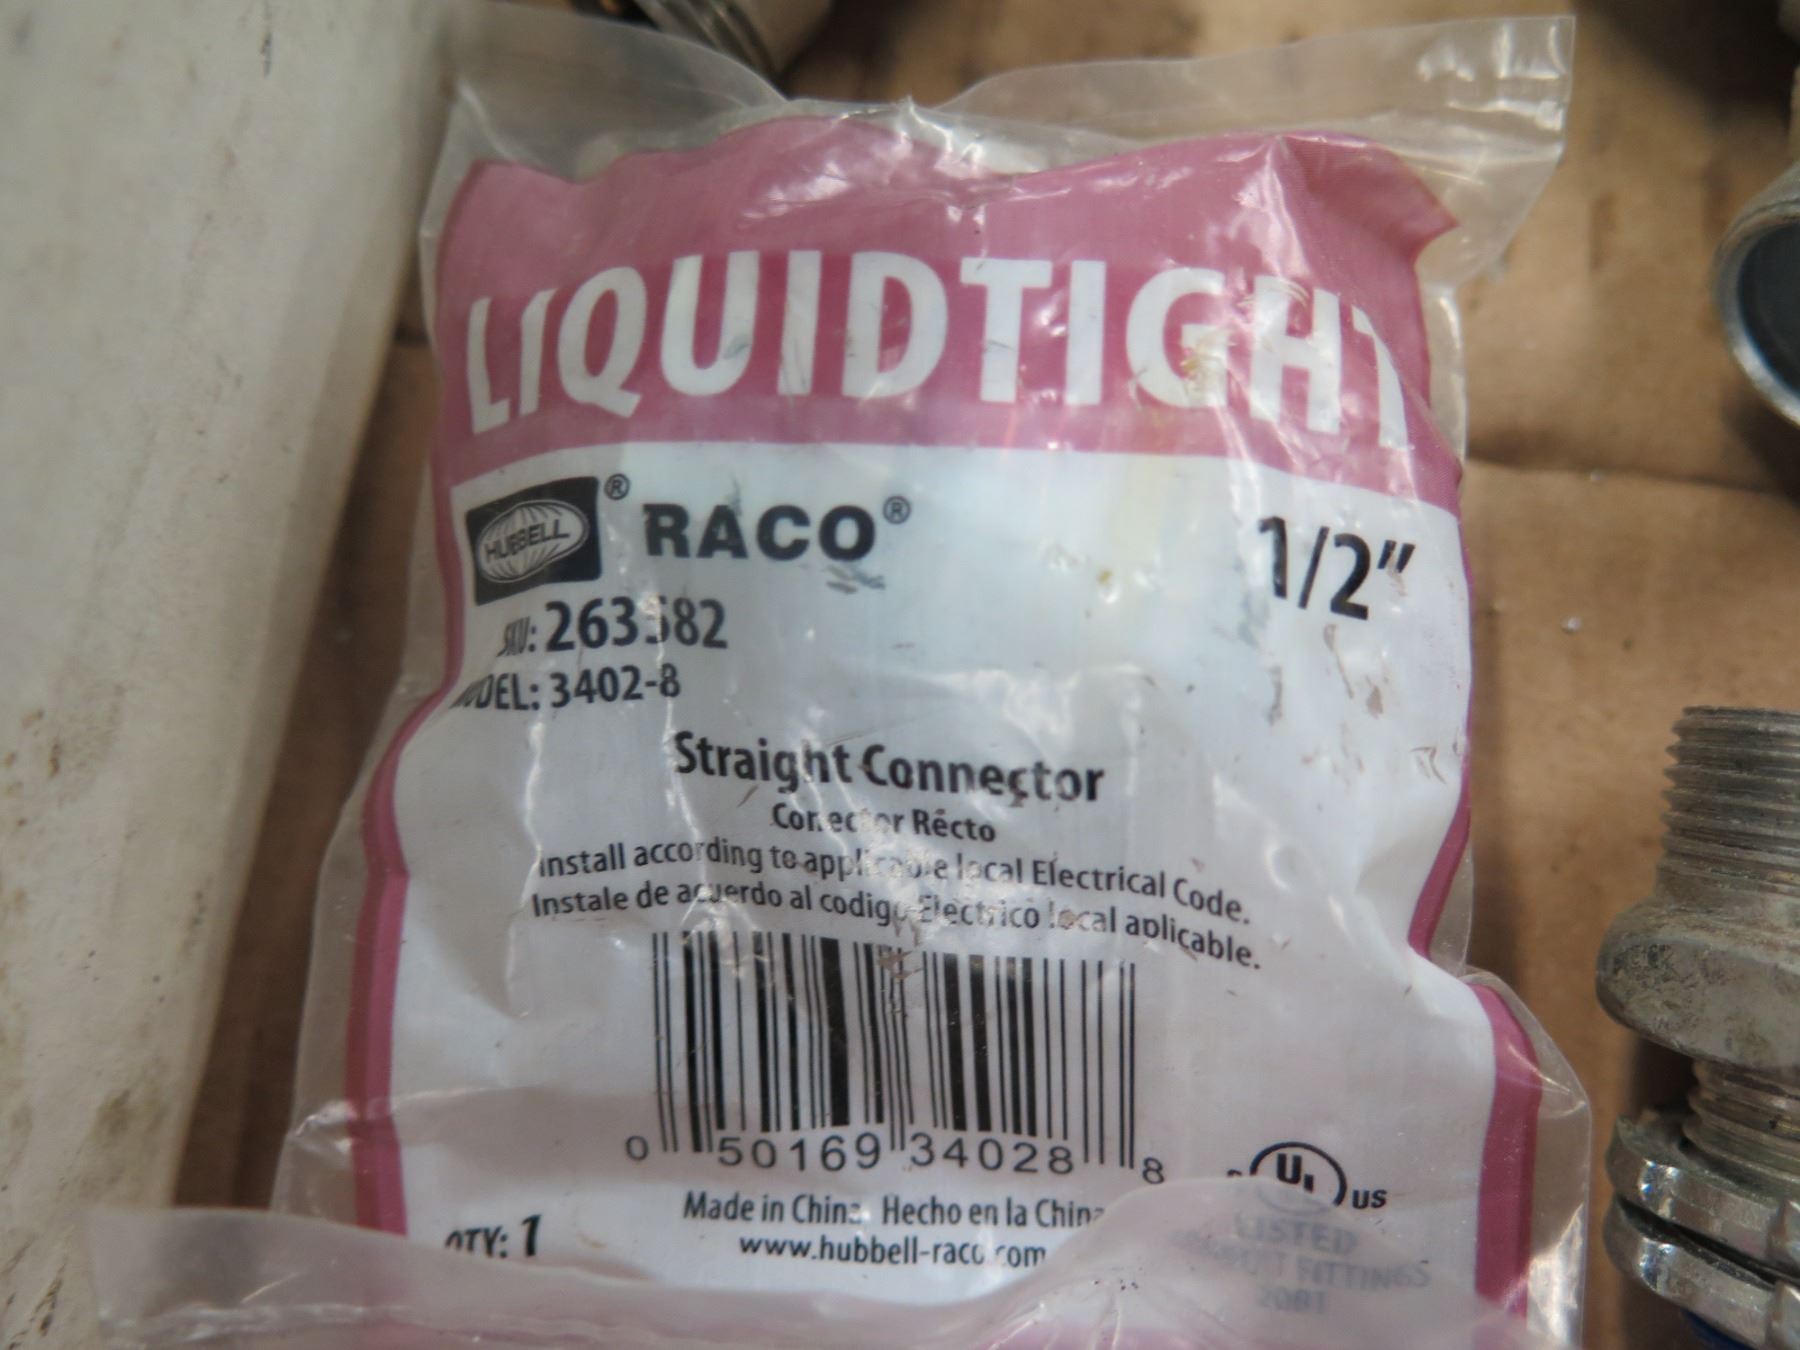 LIQUIDTIGHT
HUBBELL® RACO® 1/2"
SKU: 263582
MODEL: 3402-8
Straight Connector
Conector Récto
Install according to applicable local Electrical Code.
Instale de acuerdo al codigo Electrico local aplicable.
0 50169 34028 8
UL US
LISTED
FITTINGS
20B1
Made in China. Hecho en la China
QTY: 1 www.hubbell-raco.com